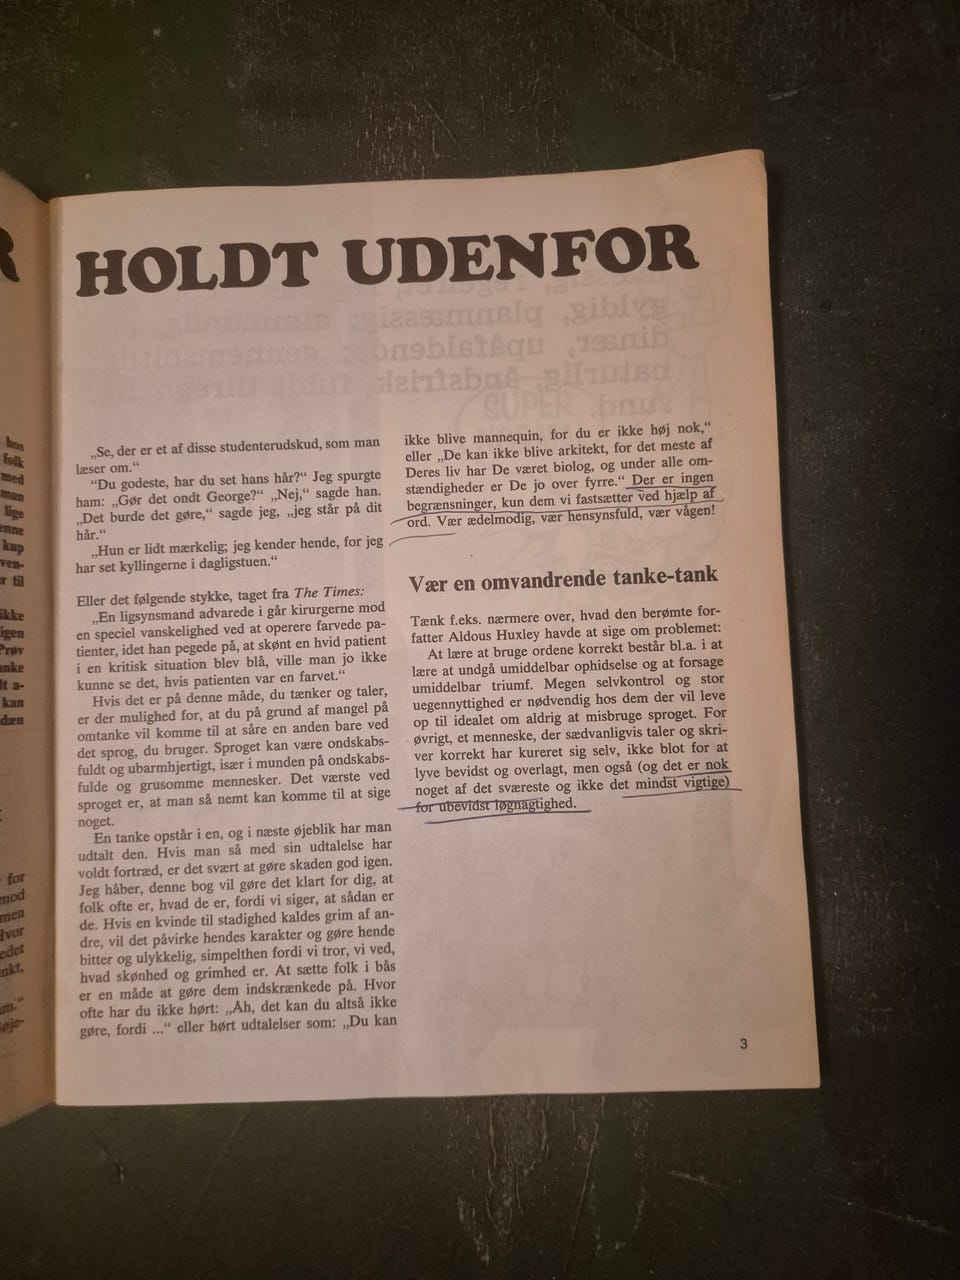 R
hos
folk
med
man
lige
enne
kup
ven-
r til
ikke
igen
Prøv
anke
lt a-
kan
dæn
for
mod
men
Hvor
edet
nkt,
øje-
HOLDT UDENFOR
„Se, der er et af disse studenterudskud, som man
læser om.“
“Du godeste, har du set hans hår?“ Jeg spurgte
ham: „Gør det ondt George?“ „Nej,“ sagde han.
„Det burde det gøre,“ sagde jeg, „jeg står på dit
hår.“
„Hun er lidt mærkelig; jeg kender hende, for jeg
har set kyllingerne i dagligstuen.“
Eller det følgende stykke, taget fra The Times:
„En ligsynsmand advarede i går kirurgerne mod
en speciel vanskelighed ved at operere farvede pa-
tienter, idet han pegede på, at skønt en hvid patient
i en kritisk situation blev blå, ville man jo ikke
kunne se det, hvis patienten var en farvet.“
Hvis det er på denne måde, du tænker og taler,
er der mulighed for, at du på grund af mangel på
omtanke vil komme til at såre en anden bare ved
det sprog, du bruger. Sproget kan være ondskabs-
fuldt og ubarmhjertigt, især i munden på ondskabs-
fulde og grusomme mennesker. Det værste ved
sproget er, at man så nemt kan komme til at sige
noget.
En tanke opstår i en, og i næste øjeblik har man
udtalt den. Hvis man så med sin udtalelse har
voldt fortræd, er det svært at gøre skaden god igen.
Jeg håber, denne bog vil gøre det klart for dig, at
folk ofte er, hvad de er, fordi vi siger, at sådan er
de. Hvis en kvinde til stadighed kaldes grim af an-
dre, vil det påvirke hendes karakter og gøre hende
bitter og ulykkelig, simpelthen fordi vi tror, vi ved,
hvad skønhed og grimhed er. At sætte folk i bås
er en måde at gøre dem indskrænkede på. Hvor
ofte har du ikke hørt: „Åh, det kan du altså ikke
gøre, fordi ...“ eller hørt udtalelser som: „Du kan
ikke blive mannequin, for du er ikke høj nok,“
eller „De kan ikke blive arkitekt, for det meste af
Deres liv har De været biolog, og under alle om-
stændigheder er De jo over fyrre.“ Der er ingen
begrænsninger, kun dem vi fastsætter ved hjælp af
ord. Vær ædelmodig, vær hensynsfuld, vær vågen!
Vær en omvandrende tanke-tank
Tænk f.eks. nærmere over, hvad den berømte for-
fatter Aldous Huxley havde at sige om problemet:
At lære at bruge ordene korrekt består bl.a. i at
lære at undgå umiddelbar ophidselse og at forsage
umiddelbar triumf. Megen selvkontrol og stor
uegennyttighed er nødvendig hos dem der vil leve
op til idealet om aldrig at misbruge sproget. For
øvrigt, et menneske, der sædvanligvis taler og skri-
ver korrekt har kureret sig selv, ikke blot for at
lyve bevidst og overlagt, men også (og det er nok
noget af det sværeste og ikke det mindst vigtige)
for ubevidst løgnagtighed.
3